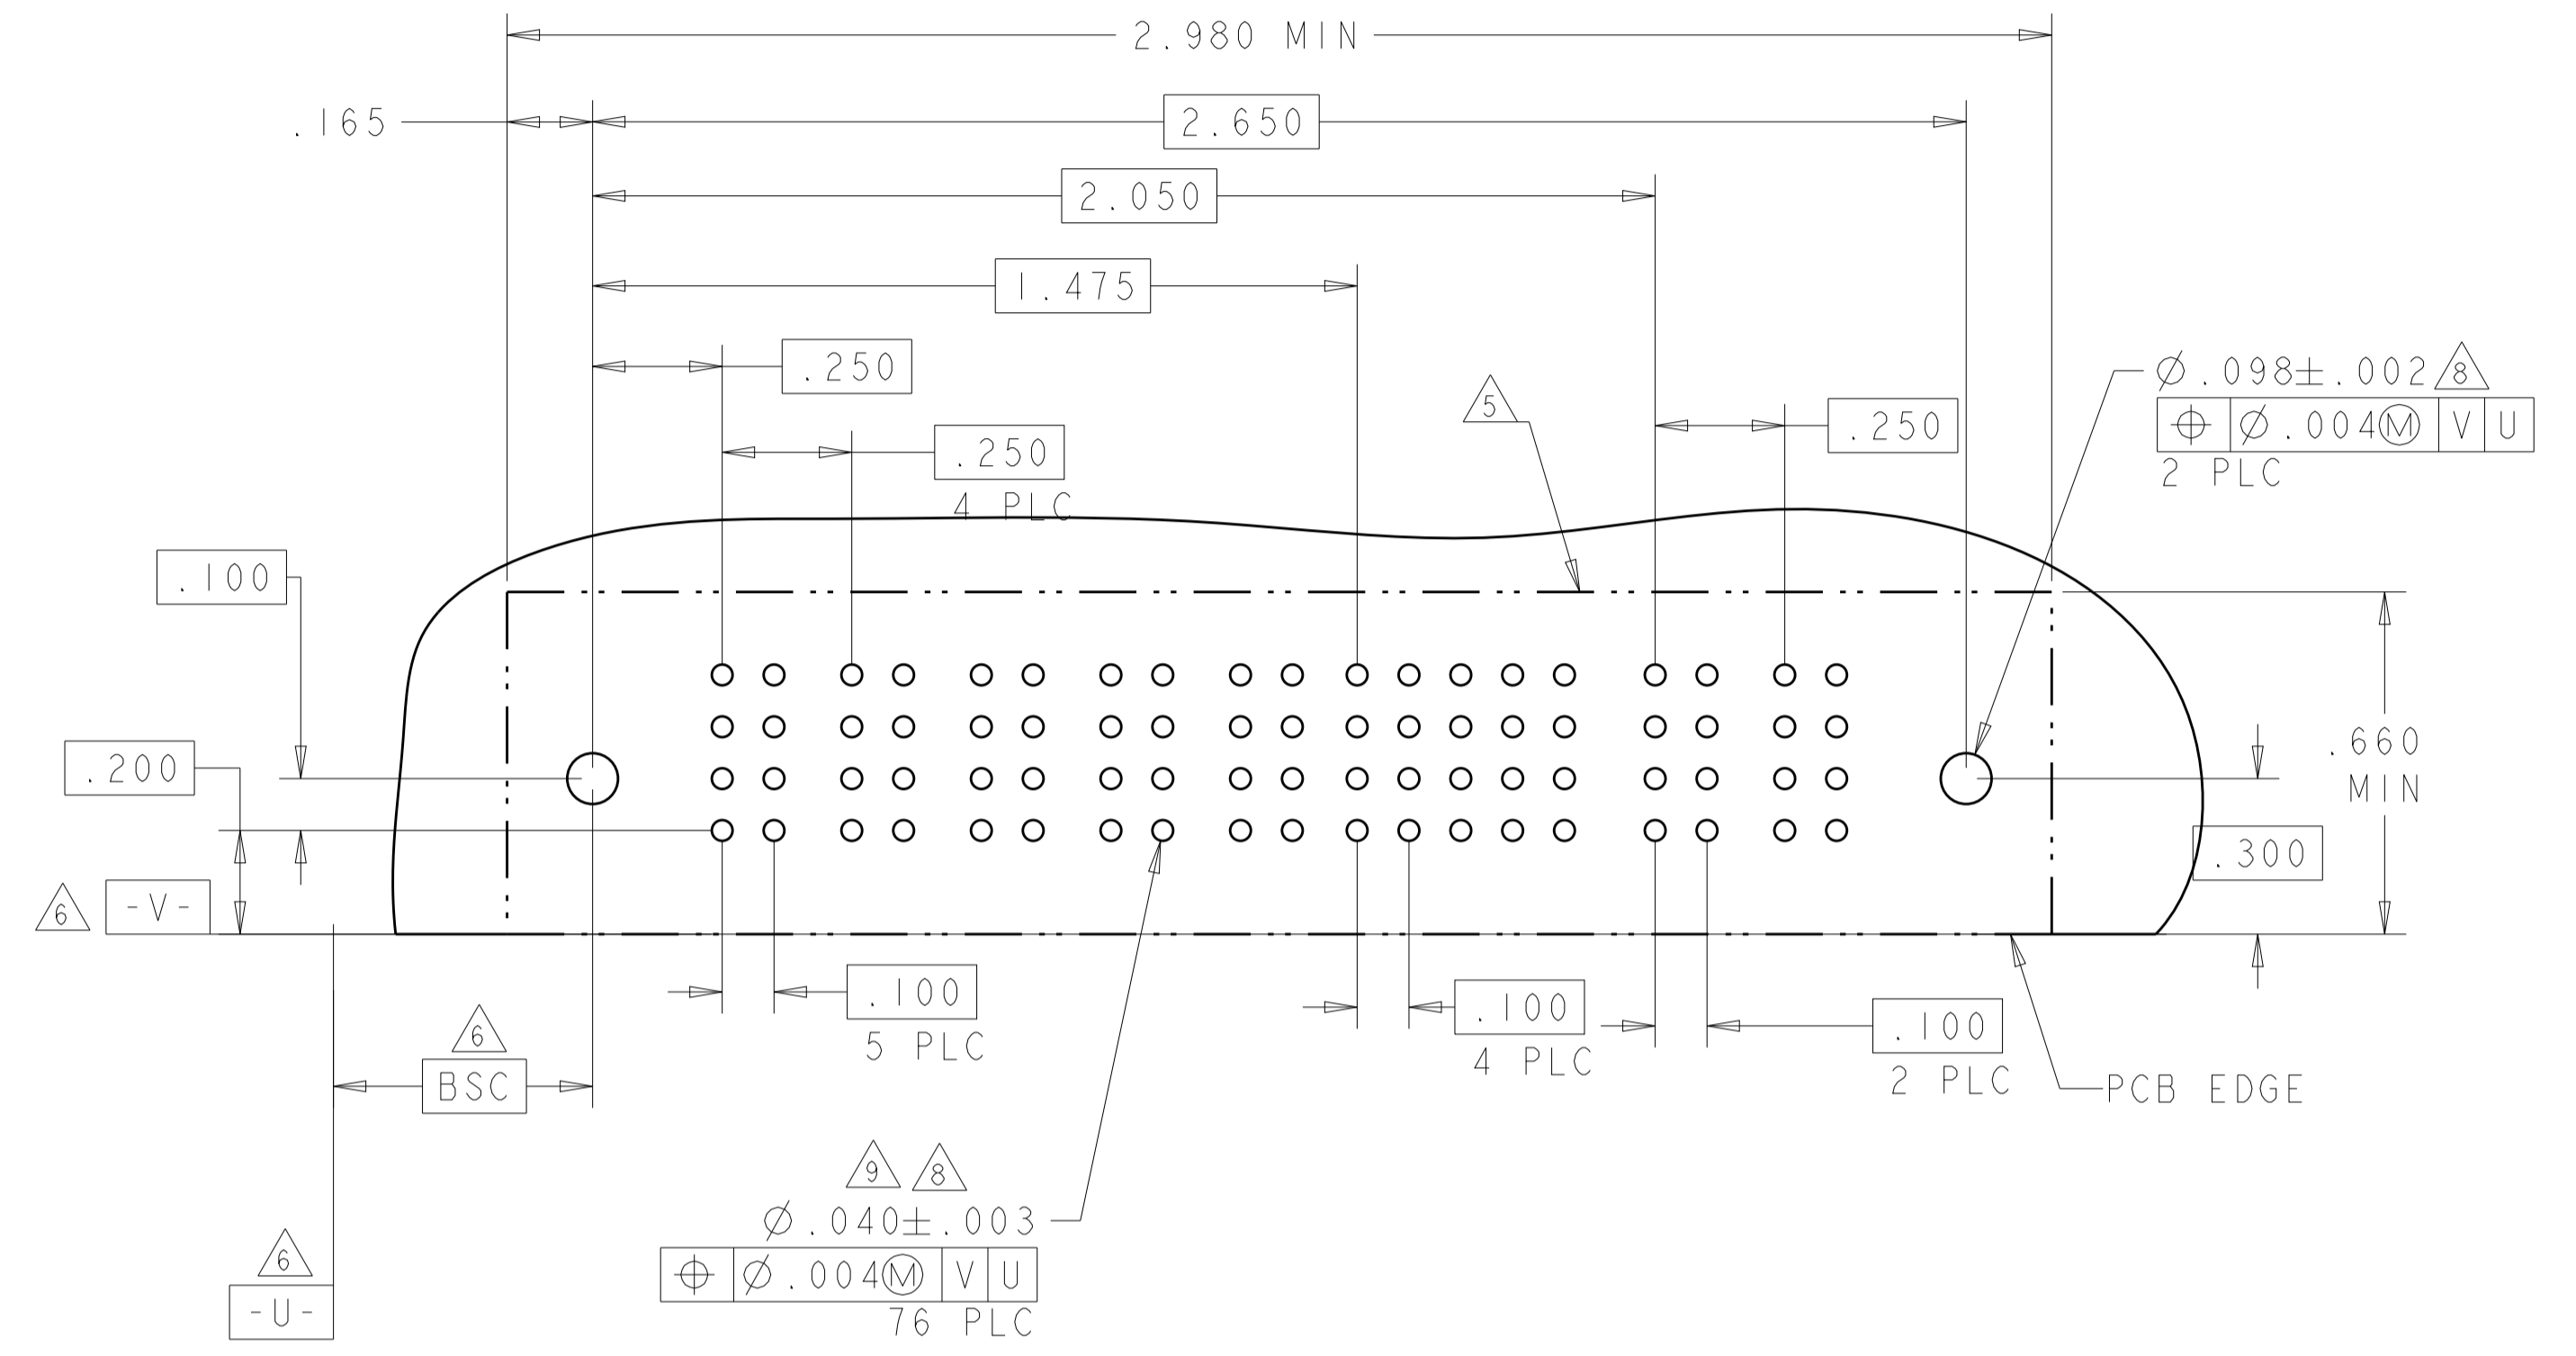 2.980 MIN
.165
2.650
2.050
1.475
.250
.250
4 PLC
5
.250
⌀.098±.002 8
⌖ ⌀.004Ⓜ V U
2 PLC
.100
.200
6 -V-
.660
MIN
.300
.100
5 PLC
.100
4 PLC
.100
2 PLC
PCB EDGE
6
BSC
9 8
⌀.040±.003
⌖ ⌀.004Ⓜ V U
76 PLC
6
-U-